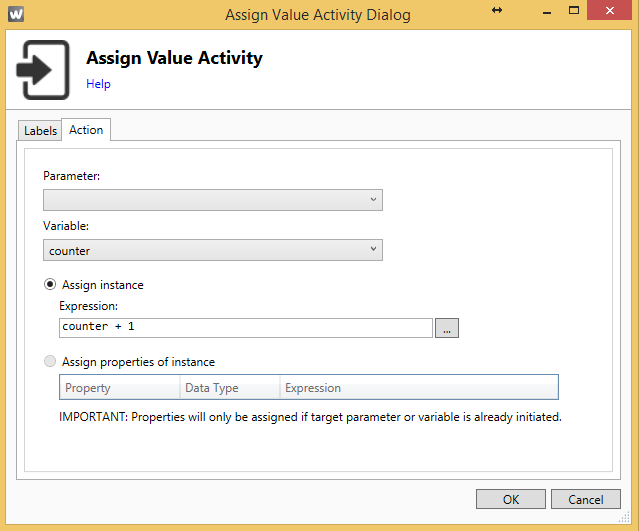 W
Assign Value Activity Dialog
Assign Value Activity
Help
Labels
Action
Parameter:
Variable:
counter
Assign instance
Expression:
counter + 1
...
Assign properties of instance
Property Data Type Expression
IMPORTANT: Properties will only be assigned if target parameter or variable is already initiated.
OK
Cancel